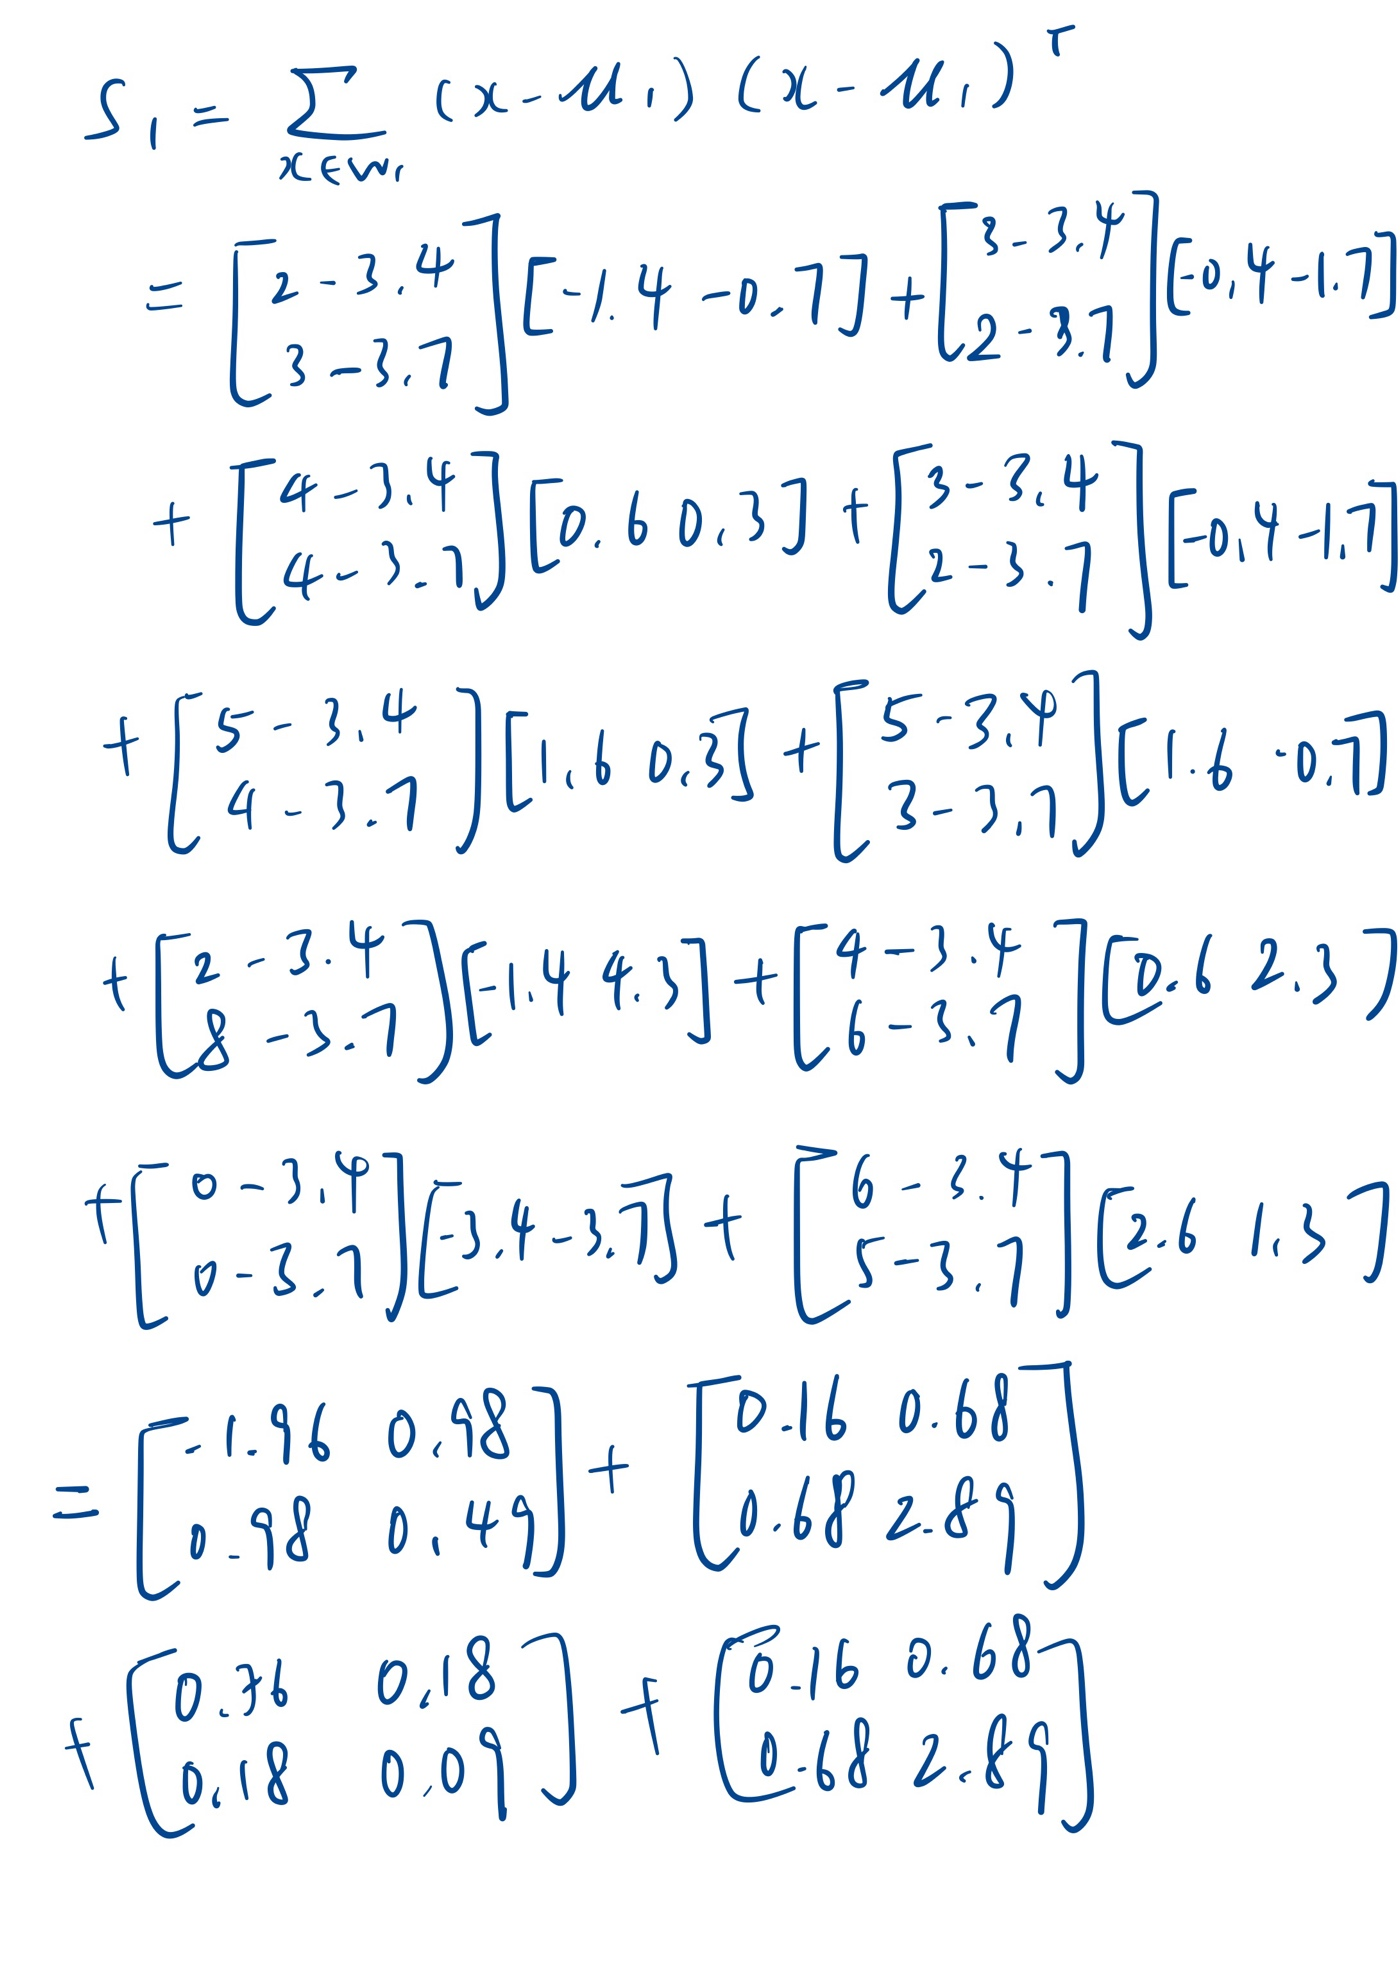 S₁ = Σ (x-μ₁) (x-μ₁)ᵀ
x∈w₁
= [2-3.4 ; 3-3.7] [-1.4 -0.7] + [3-3.4 ; 2-3.7] [-0.4 -1.7]
+ [4-3.4 ; 4-3.7] [0.6 0.3] + [3-3.4 ; 2-3.7] [-0.4 -1.7]
+ [5-3.4 ; 4-3.7] [1.6 0.3] + [5-3.4 ; 3-3.7] [1.6 -0.7]
+ [2-3.4 ; 8-3.7] [-1.4 4.3] + [4-3.4 ; 6-3.7] [0.6 2.3]
+ [0-3.4 ; 0-3.7] [-3.4 -3.7] + [6-3.4 ; 5-3.7] [2.6 1.3]
= [-1.96 0.98 ; 0.98 0.49] + [0.16 0.68 ; 0.68 2.89]
+ [0.36 0.18 ; 0.18 0.09] + [0.16 0.68 ; 0.68 2.89]